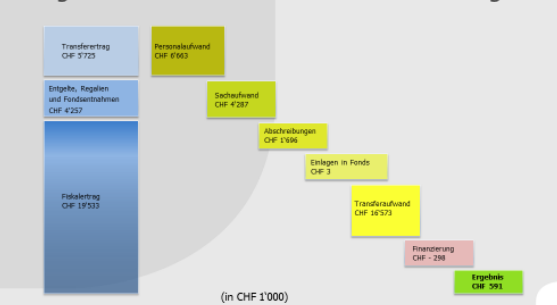 Transferertrag
CHF 5'725
Personalaufwand
CHF 6'663
Entgelte, Regalien
und Fondsentnahmen
CHF 4'257
Sachaufwand
CHF 4'287
Abschreibungen
CHF 1'696
Einlagen in Fonds
CHF 3
Fiskalertrag
CHF 19'533
Transferaufwand
CHF 16'573
Finanzierung
CHF - 298
Ergebnis
CHF 591
(in CHF 1'000)